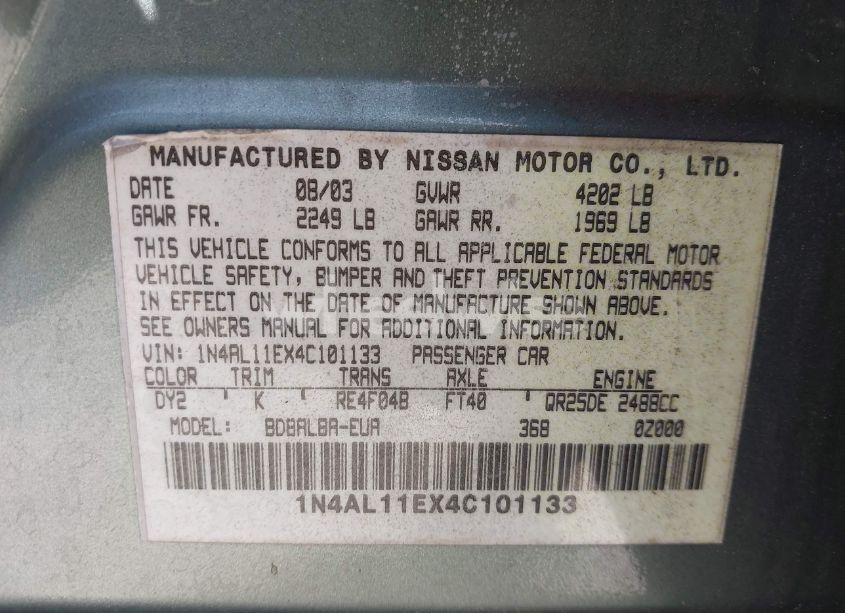 MANUFACTURED BY NISSAN MOTOR CO., LTD.
DATE 08/03 GVWR 4202 LB
GAWR FR. 2249 LB GAWR RR. 1969 LB
THIS VEHICLE CONFORMS TO ALL APPLICABLE FEDERAL MOTOR
VEHICLE SAFETY, BUMPER AND THEFT PREVENTION STANDARDS
IN EFFECT ON THE DATE OF MANUFACTURE SHOWN ABOVE.
SEE OWNERS MANUAL FOR ADDITIONAL INFORMATION.
VIN: 1N4AL11EX4C101133 PASSENGER CAR
COLOR TRIM TRANS AXLE ENGINE
DY2 ' K RE4F04B FT40 ' QR25DE 2488CC
MODEL: BDBALBA-EUA 368 0Z000
1N4AL11EX4C101133